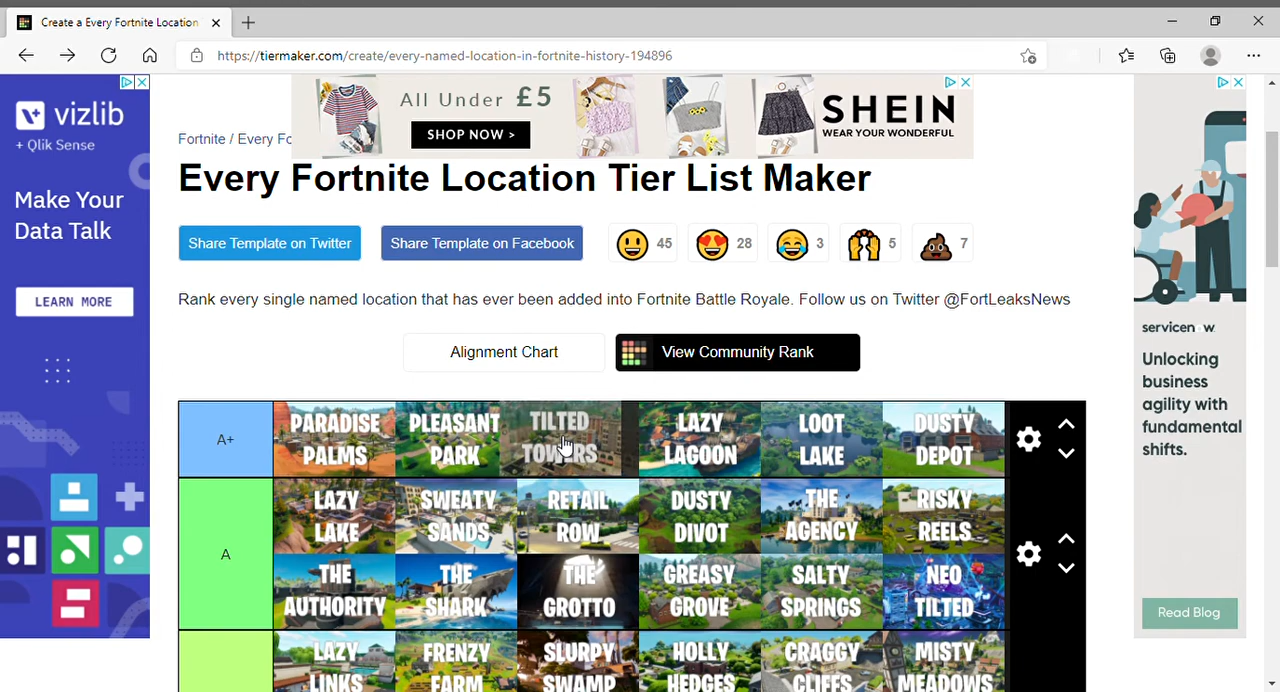 Create a Every Fortnite Location
https://tiermaker.com/create/every-named-location-in-fortnite-history-194896
vizlib
+ Qlik Sense
Make Your
Data Talk
LEARN MORE
All Under £5
SHOP NOW >
SHEIN
WEAR YOUR WONDERFUL
Fortnite / Every Fo
Every Fortnite Location Tier List Maker
Share Template on Twitter
Share Template on Facebook
45
28
3
5
7
Rank every single named location that has ever been added into Fortnite Battle Royale. Follow us on Twitter @FortLeaksNews
Alignment Chart
View Community Rank
A+
PARADISE
PALMS
PLEASANT
PARK
TILTED
TOWERS
LAZY
LAGOON
LOOT
LAKE
DUSTY
DEPOT
A
LAZY
LAKE
SWEATY
SANDS
RETAIL
ROW
DUSTY
DIVOT
THE
AGENCY
RISKY
REELS
THE
AUTHORITY
THE
SHARK
THE
GROTTO
GREASY
GROVE
SALTY
SPRINGS
NEO
TILTED
LAZY
LINKS
FRENZY
FARM
SLURPY
SWAMP
HOLLY
HEDGES
CRAGGY
CLIFFS
MISTY
MEADOWS
servicenow
Unlocking
business
agility with
fundamental
shifts.
Read Blog